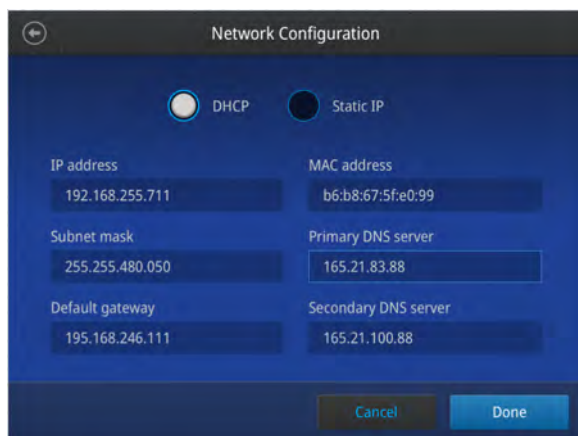 Network Configuration
DHCP Static IP
IP address MAC address
192.168.255.711 b6:b8:67:5f:e0:99
Subnet mask Primary DNS server
255.255.480.050 165.21.83.88
Default gateway Secondary DNS server
195.168.246.111 165.21.100.88
Cancel Done